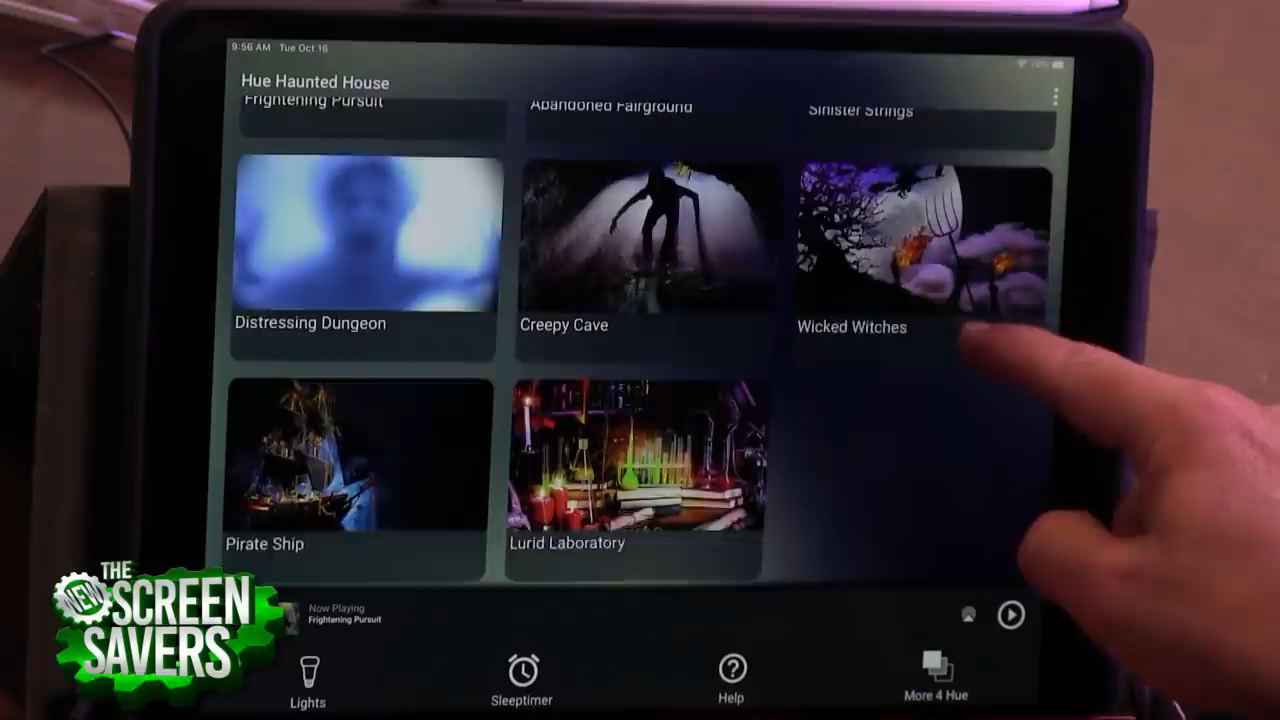 9:56 AM Tue Oct 16
76%
Hue Haunted House
Frightening Pursuit
Abandoned Fairground
Sinister Strings
Distressing Dungeon
Creepy Cave
Wicked Witches
Pirate Ship
Lurid Laboratory
Now Playing
Frightening Pursuit
Lights
Sleeptimer
Help
More 4 Hue
THE
NEW
SCREEN
SAVERS